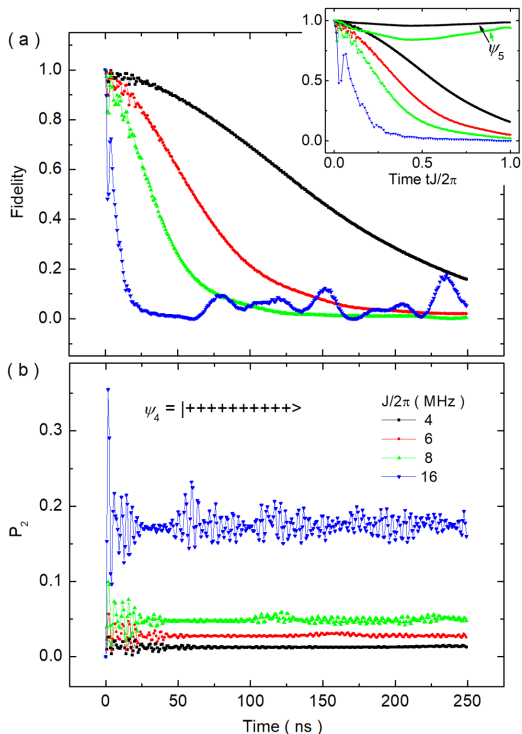 ( a )
1.0
0.8
0.6
0.4
0.2
0.0
Fidelity
1.0
0.5
0.0
ψ5
0.0 0.5 1.0
Time tJ/2π
( b )
ψ4 = |++++++++++>
J/2π ( MHz )
4
6
8
16
0.4
0.3
0.2
0.1
0.0
P2
0 50 100 150 200 250
Time ( ns )